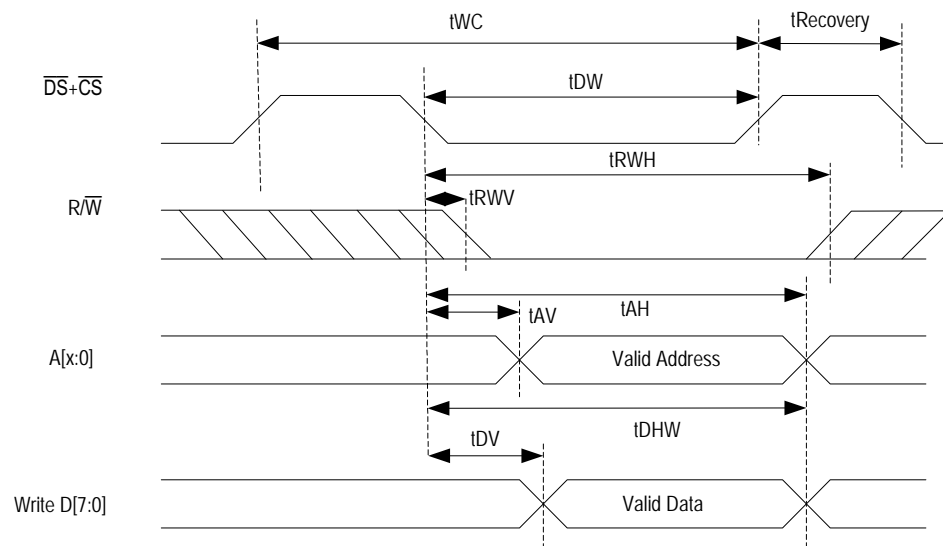 tWC
tRecovery
DS+CS
tDW
tRWH
R/W
tRWV
tAH
tAV
A[x:0]
Valid Address
tDHW
tDV
Write D[7:0]
Valid Data